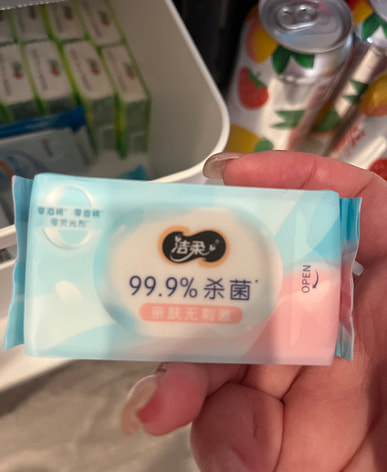 零酒精* 零香精*
零荧光剂*
洁柔
99.9% 杀菌*
亲肤无刺激
OPEN